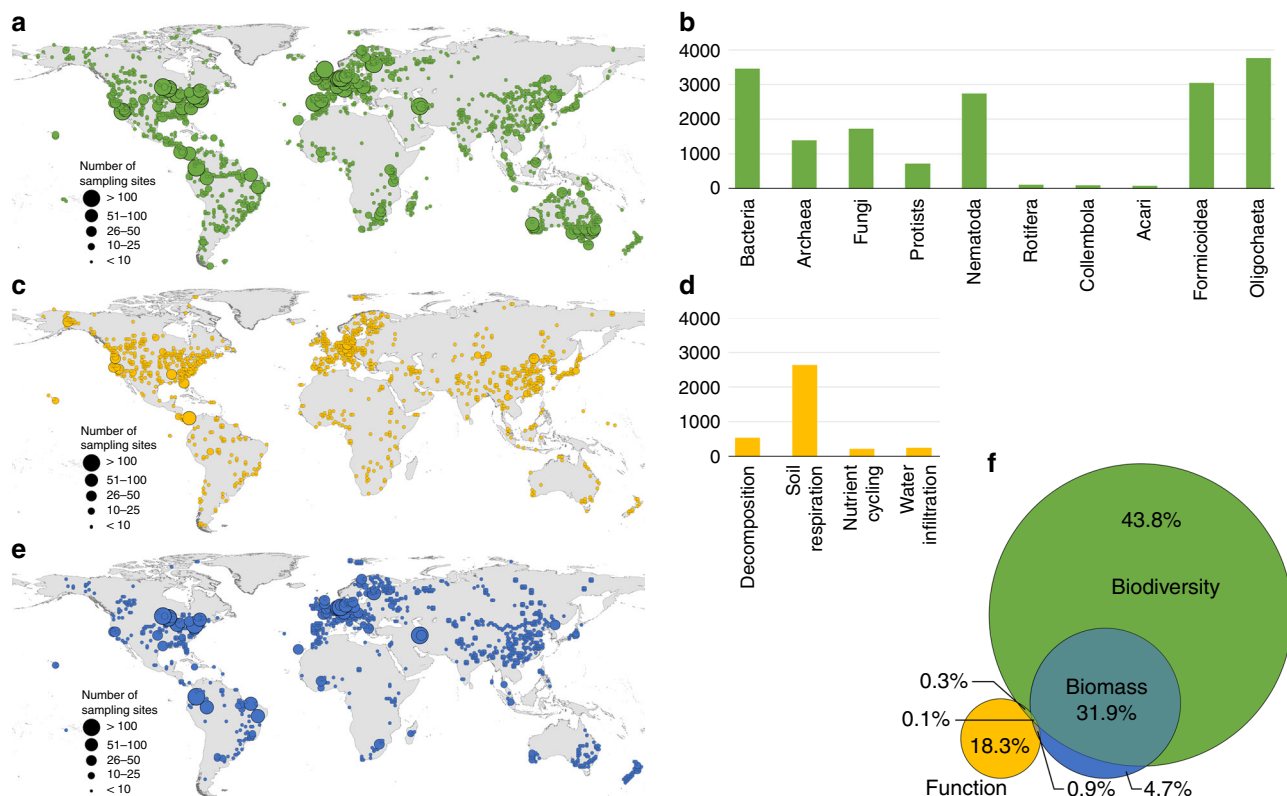 a
Number of
sampling sites
> 100
51–100
26–50
10–25
< 10
b
4000
3000
2000
1000
0
Bacteria
Archaea
Fungi
Protists
Nematoda
Rotifera
Collembola
Acari
Formicoidea
Oligochaeta
c
Number of
sampling sites
> 100
51–100
26–50
10–25
< 10
d
4000
3000
2000
1000
0
Decomposition
Soil
respiration
Nutrient
cycling
Water
infiltration
e
Number of
sampling sites
> 100
51–100
26–50
10–25
< 10
f
43.8%
Biodiversity
Biomass
31.9%
0.3%
0.1%
18.3%
Function
0.9%
4.7%